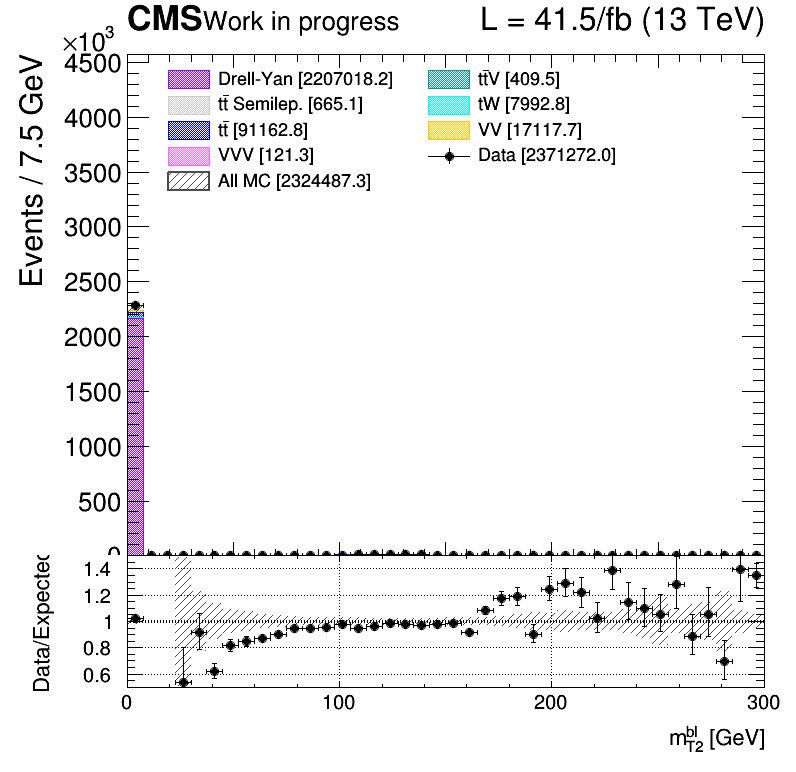 CMS Work in progress L = 41.5/fb (13 TeV)
×10³
Events / 7.5 GeV
4500
4000
3500
3000
2500
2000
1500
1000
500
0
Drell-Yan [2207018.2]
tt̄ Semilep. [665.1]
tt̄ [91162.8]
VVV [121.3]
All MC [2324487.3]
tt̄V [409.5]
tW [7992.8]
VV [17117.7]
Data [2371272.0]
Data/Expected
1.4
1.2
1
0.8
0.6
0 100 200 300
m_{T2}^{bl} [GeV]